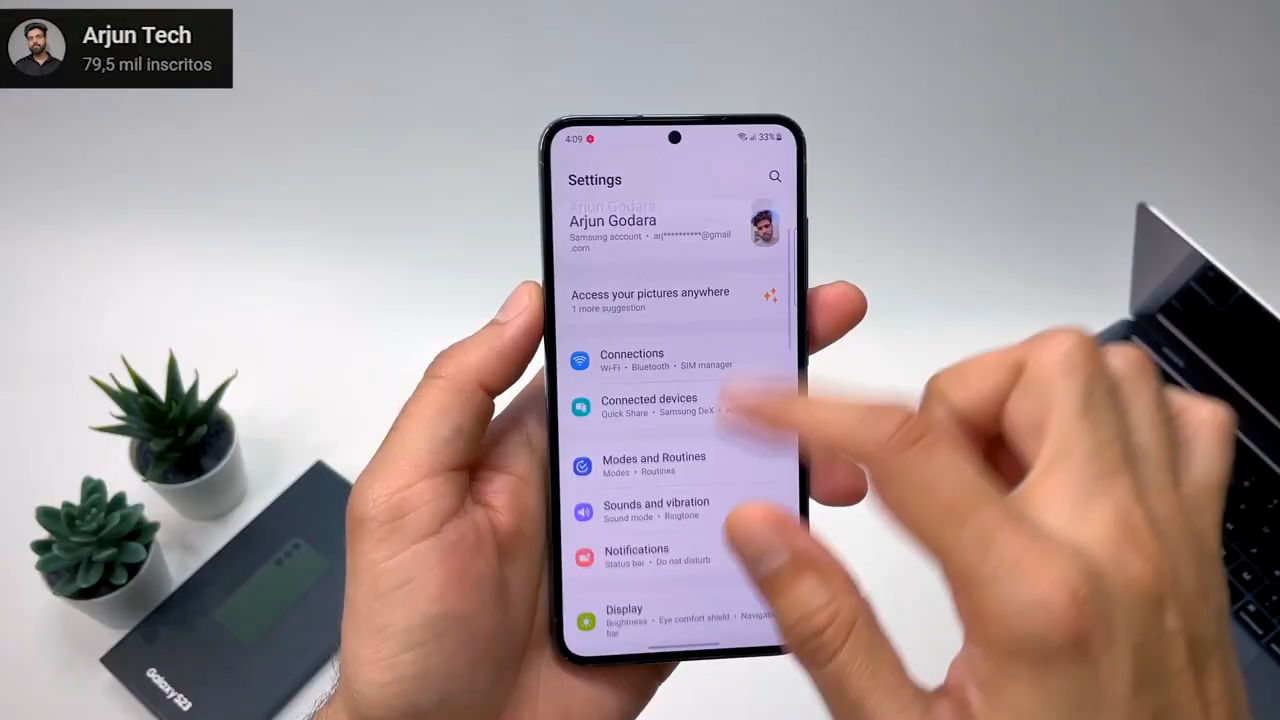 Arjun Tech
79,5 mil inscritos
4:09
33%
Settings
Arjun Godara
Arjun Godara
Samsung account • arj**********@gmail
.com
Access your pictures anywhere
1 more suggestion
Connections
Wi-Fi • Bluetooth • SIM manager
Connected devices
Quick Share • Samsung DeX •
Modes and Routines
Modes • Routines
Sounds and vibration
Sound mode • Ringtone
Notifications
Status bar • Do not disturb
Display
Brightness • Eye comfort shield •
bar
Galaxy S23